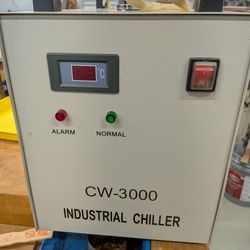 °C
ALARM NORMAL
CW-3000
INDUSTRIAL CHILLER